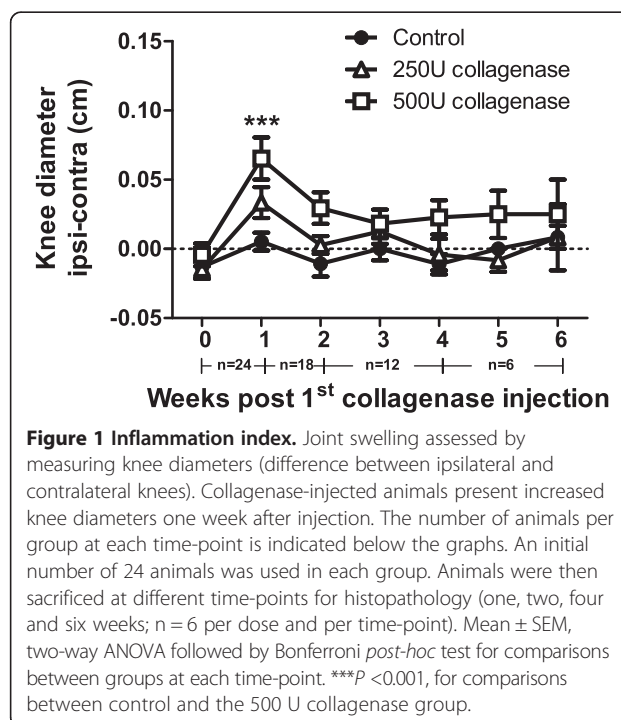 0.15
0.10
0.05
0.00
-0.05
Knee diameter
ipsi-contra (cm)
Control
250U collagenase
500U collagenase
***
0 1 2 3 4 5 6
n=24 n=18 n=12 n=6
Weeks post 1st collagenase injection
Figure 1 Inflammation index. Joint swelling assessed by
measuring knee diameters (difference between ipsilateral and
contralateral knees). Collagenase-injected animals present increased
knee diameters one week after injection. The number of animals per
group at each time-point is indicated below the graphs. An initial
number of 24 animals was used in each group. Animals were then
sacrificed at different time-points for histopathology (one, two, four
and six weeks; n = 6 per dose and per time-point). Mean ± SEM,
two-way ANOVA followed by Bonferroni post-hoc test for comparisons
between groups at each time-point. ***P <0.001, for comparisons
between control and the 500 U collagenase group.